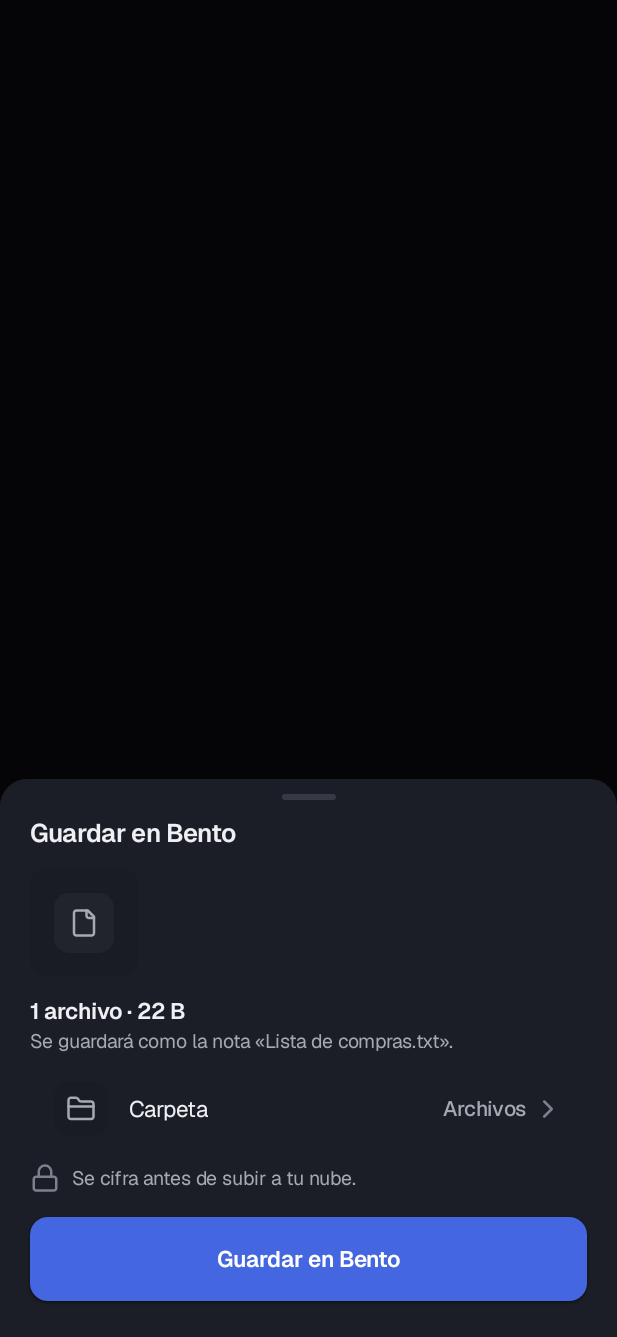 Guardar en Bento
1 archivo · 22 B
Se guardará como la nota «Lista de compras.txt».
Carpeta
Archivos
Se cifra antes de subir a tu nube.
Guardar en Bento